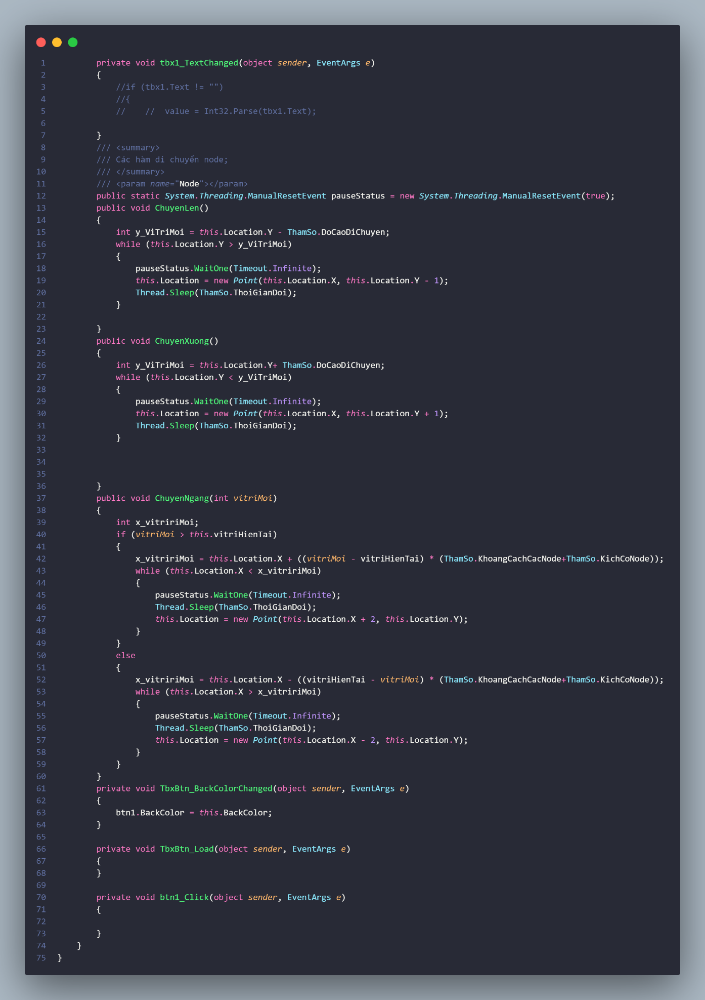 1 private void tbx1_TextChanged(object sender, EventArgs e)
2 {
3 //if (tbx1.Text != "")
4 //{
5 //    //  value = Int32.Parse(tbx1.Text);
6
7 }
8 /// <summary>
9 /// Các hàm di chuyển node;
10 /// </summary>
11 /// <param name="Node"></param>
12 public static System.Threading.ManualResetEvent pauseStatus = new System.Threading.ManualResetEvent(true);
13 public void ChuyenLen()
14 {
15 int y_ViTriMoi = this.Location.Y - ThamSo.DoCaoDiChuyen;
16 while (this.Location.Y > y_ViTriMoi)
17 {
18 pauseStatus.WaitOne(Timeout.Infinite);
19 this.Location = new Point(this.Location.X, this.Location.Y - 1);
20 Thread.Sleep(ThamSo.ThoiGianDoi);
21 }
22
23 }
24 public void ChuyenXuong()
25 {
26 int y_ViTriMoi = this.Location.Y+ ThamSo.DoCaoDiChuyen;
27 while (this.Location.Y < y_ViTriMoi)
28 {
29 pauseStatus.WaitOne(Timeout.Infinite);
30 this.Location = new Point(this.Location.X, this.Location.Y + 1);
31 Thread.Sleep(ThamSo.ThoiGianDoi);
32 }
33
34
35
36 }
37 public void ChuyenNgang(int vitriMoi)
38 {
39 int x_vitririMoi;
40 if (vitriMoi > this.vitriHienTai)
41 {
42 x_vitririMoi = this.Location.X + ((vitriMoi - vitriHienTai) * (ThamSo.KhoangCachCacNode+ThamSo.KichCoNode));
43 while (this.Location.X < x_vitririMoi)
44 {
45 pauseStatus.WaitOne(Timeout.Infinite);
46 Thread.Sleep(ThamSo.ThoiGianDoi);
47 this.Location = new Point(this.Location.X + 2, this.Location.Y);
48 }
49 }
50 else
51 {
52 x_vitririMoi = this.Location.X - ((vitriHienTai - vitriMoi) * (ThamSo.KhoangCachCacNode+ThamSo.KichCoNode));
53 while (this.Location.X > x_vitririMoi)
54 {
55 pauseStatus.WaitOne(Timeout.Infinite);
56 Thread.Sleep(ThamSo.ThoiGianDoi);
57 this.Location = new Point(this.Location.X - 2, this.Location.Y);
58 }
59 }
60 }
61 private void TbxBtn_BackColorChanged(object sender, EventArgs e)
62 {
63 btn1.BackColor = this.BackColor;
64 }
65
66 private void TbxBtn_Load(object sender, EventArgs e)
67 {
68 }
69
70 private void btn1_Click(object sender, EventArgs e)
71 {
72
73 }
74 }
75 }